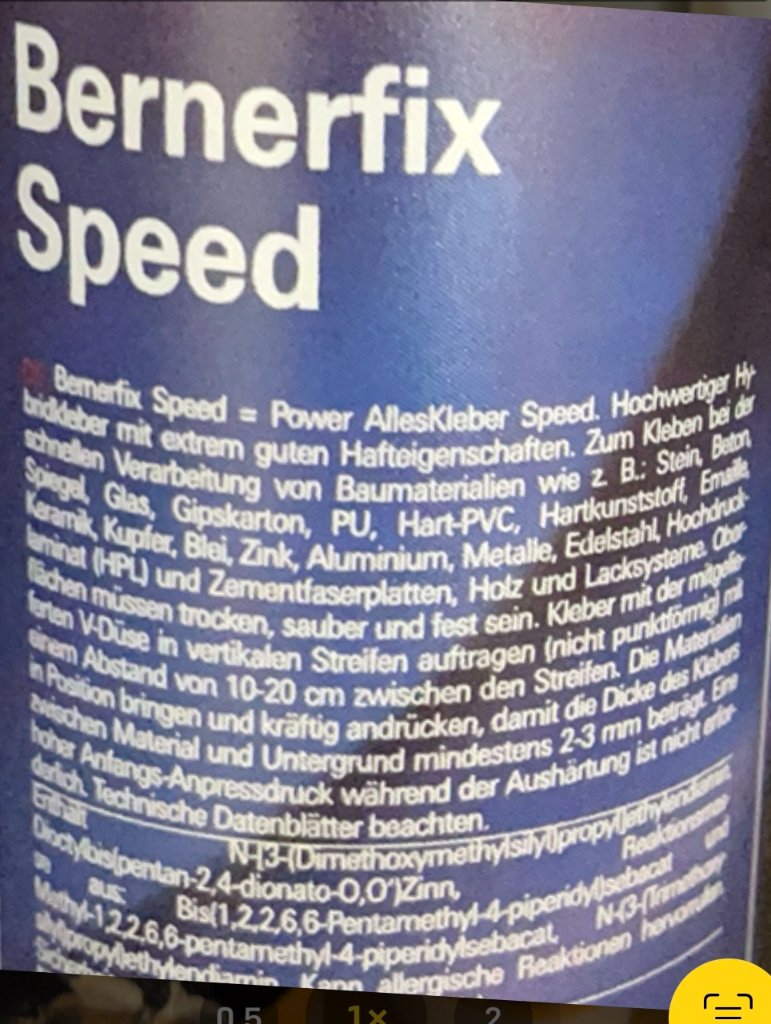 Bernerfix
Speed
DE Bernerfix Speed = Power AllesKleber Speed. Hochwertiger Hy-
bridkleber mit extrem guten Hafteigenschaften. Zum Kleben bei der
schnellen Verarbeitung von Baumaterialien wie z. B.: Stein, Beton,
Spiegel, Glas, Gipskarton, PU, Hart-PVC, Hartkunststoff, Emaille,
Keramik, Kupfer, Blei, Zink, Aluminium, Metalle, Edelstahl, Hochdruck-
laminat (HPL) und Zementfaserplatten, Holz und Lacksysteme. Ober-
flächen müssen trocken, sauber und fest sein. Kleber mit der mitgelie-
ferten V-Düse in vertikalen Streifen auftragen (nicht punktförmig) mit
einem Abstand von 10-20 cm zwischen den Streifen. Die Materialien
in Position bringen und kräftig andrücken, damit die Dicke des Klebers
zwischen Material und Untergrund mindestens 2-3 mm beträgt. Eine
hoher Anfangs-Anpressdruck während der Aushärtung ist nicht erfor-
derlich. Technische Datenblätter beachten.
Enthält N-[3-(Dimethoxymethylsilyl)propyl]ethylendiamin,
Dioctylbis(pentan-2,4-dionato-O,O')Zinn, Reaktionsmas-
se aus: Bis(1,2,2,6,6-Pentamethyl-4-piperidyl)sebacat und
Methyl-1,2,2,6,6-pentamethyl-4-piperidylsebacat, N-(3-(Trimethoxy-
silyl)propyl)ethylendiamin. Kann allergische Reaktionen hervorrufen.
0,5 1× 2